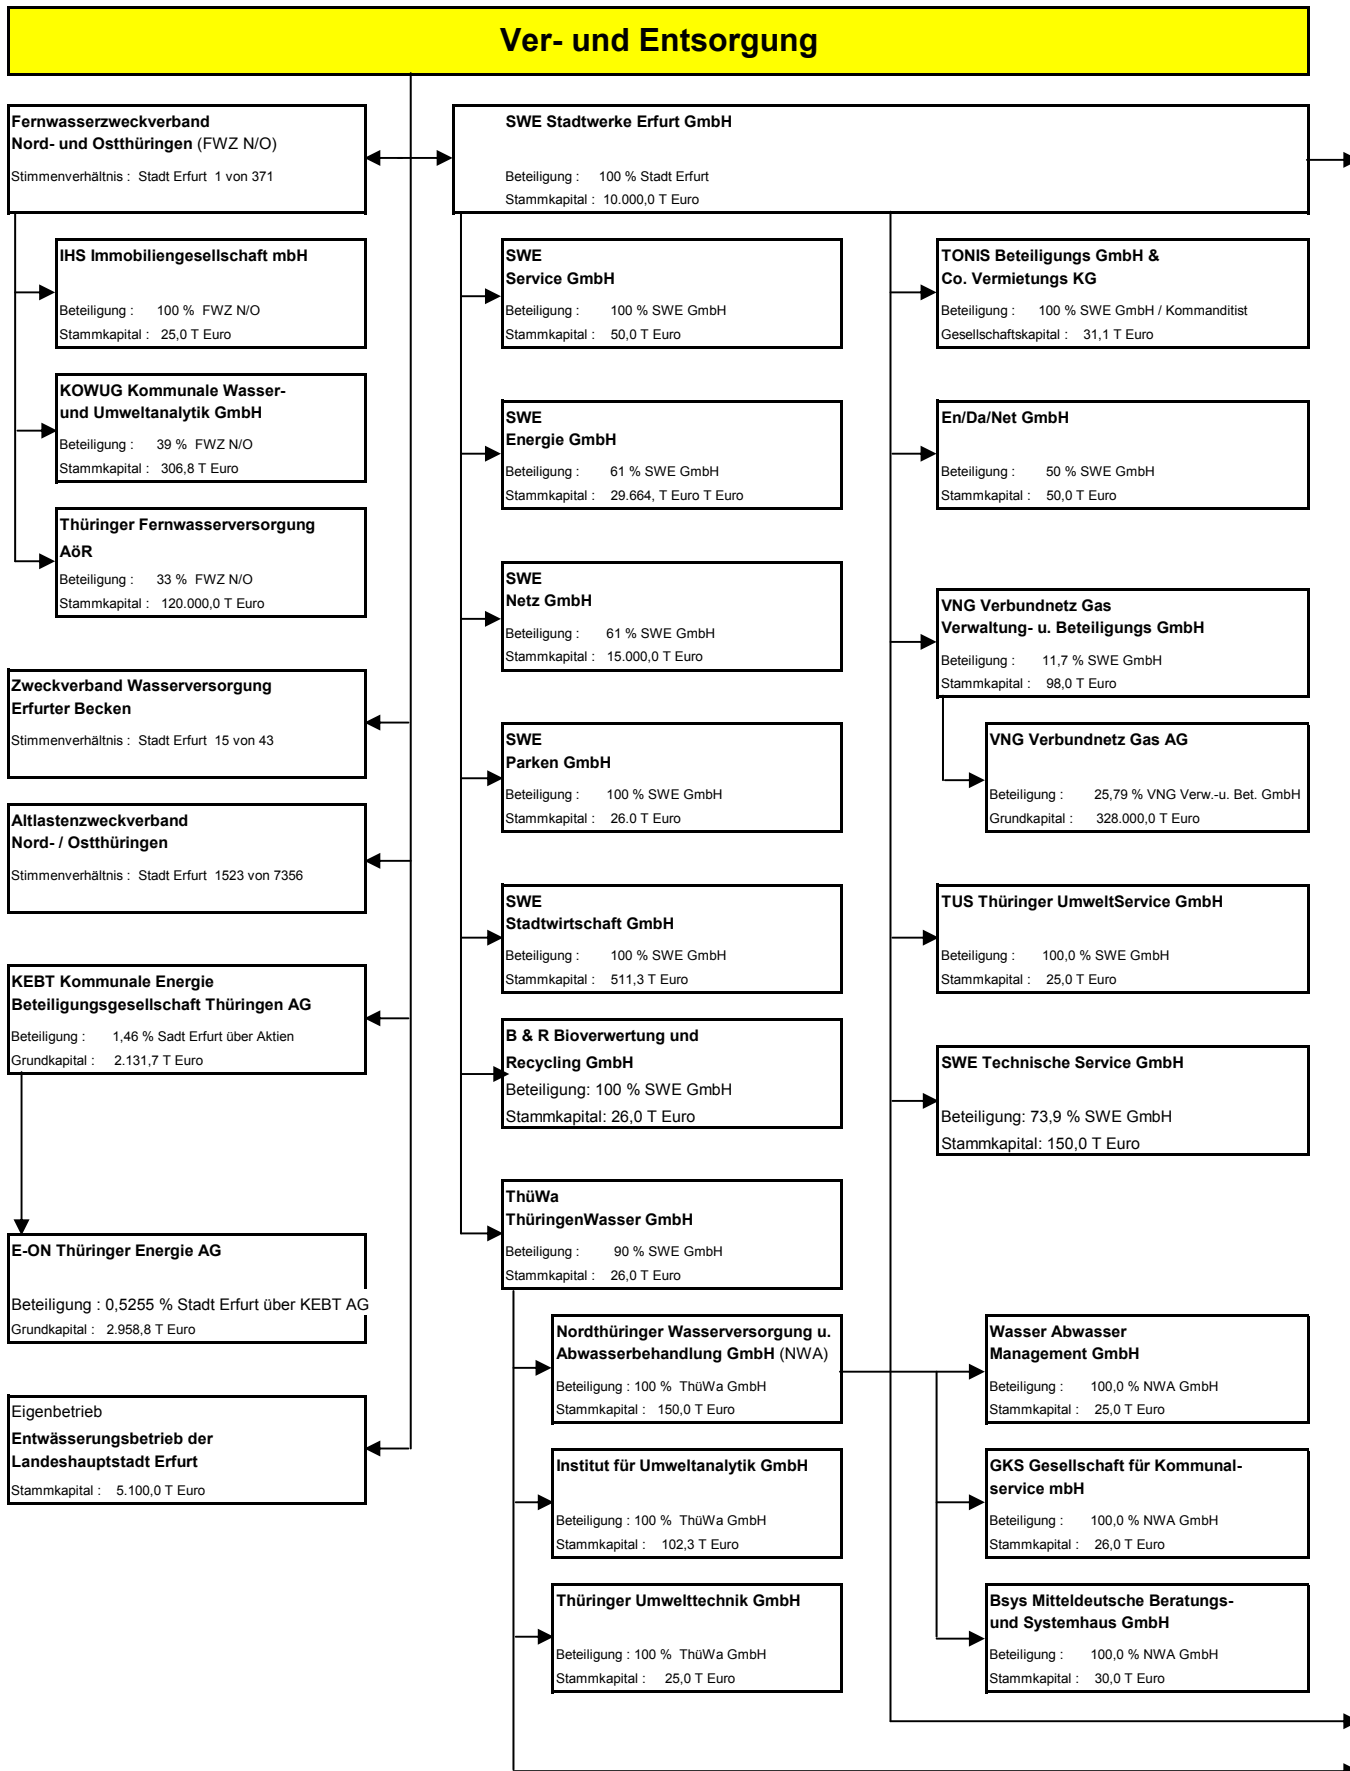 Ver- und Entsorgung
Fernwasserzweckverband
Nord- und Ostthüringen (FWZ N/O)
Stimmenverhältnis : Stadt Erfurt 1 von 371
IHS Immobiliengesellschaft mbH
Beteiligung : 100 % FWZ N/O
Stammkapital : 25,0 T Euro
KOWUG Kommunale Wasser-
und Umweltanalytik GmbH
Beteiligung : 39 % FWZ N/O
Stammkapital : 306,8 T Euro
Thüringer Fernwasserversorgung
AöR
Beteiligung : 33 % FWZ N/O
Stammkapital : 120.000,0 T Euro
Zweckverband Wasserversorgung
Erfurter Becken
Stimmenverhältnis : Stadt Erfurt 15 von 43
Altlastenzweckverband
Nord- / Ostthüringen
Stimmenverhältnis : Stadt Erfurt 1523 von 7356
KEBT Kommunale Energie
Beteiligungsgesellschaft Thüringen AG
Beteiligung : 1,46 % Sadt Erfurt über Aktien
Grundkapital : 2.131,7 T Euro
E-ON Thüringer Energie AG
Beteiligung : 0,5255 % Stadt Erfurt über KEBT AG
Grundkapital : 2.958,8 T Euro
Eigenbetrieb
Entwässerungsbetrieb der
Landeshauptstadt Erfurt
Stammkapital : 5.100,0 T Euro
SWE Stadtwerke Erfurt GmbH
Beteiligung : 100 % Stadt Erfurt
Stammkapital : 10.000,0 T Euro
SWE
Service GmbH
Beteiligung : 100 % SWE GmbH
Stammkapital : 50,0 T Euro
SWE
Energie GmbH
Beteiligung : 61 % SWE GmbH
Stammkapital : 29.664, T Euro T Euro
SWE
Netz GmbH
Beteiligung : 61 % SWE GmbH
Stammkapital : 15.000,0 T Euro
SWE
Parken GmbH
Beteiligung : 100 % SWE GmbH
Stammkapital : 26.0 T Euro
SWE
Stadtwirtschaft GmbH
Beteiligung : 100 % SWE GmbH
Stammkapital : 511,3 T Euro
B & R Bioverwertung und
Recycling GmbH
Beteiligung: 100 % SWE GmbH
Stammkapital: 26,0 T Euro
ThüWa
ThüringenWasser GmbH
Beteiligung : 90 % SWE GmbH
Stammkapital : 26,0 T Euro
Nordthüringer Wasserversorgung u.
Abwasserbehandlung GmbH (NWA)
Beteiligung : 100 % ThüWa GmbH
Stammkapital : 150,0 T Euro
Institut für Umweltanalytik GmbH
Beteiligung : 100 % ThüWa GmbH
Stammkapital : 102,3 T Euro
Thüringer Umwelttechnik GmbH
Beteiligung : 100 % ThüWa GmbH
Stammkapital : 25,0 T Euro
TONIS Beteiligungs GmbH &
Co. Vermietungs KG
Beteiligung : 100 % SWE GmbH / Kommanditist
Gesellschaftskapital : 31,1 T Euro
En/Da/Net GmbH
Beteiligung : 50 % SWE GmbH
Stammkapital : 50,0 T Euro
VNG Verbundnetz Gas
Verwaltung- u. Beteiligungs GmbH
Beteiligung : 11,7 % SWE GmbH
Stammkapital : 98,0 T Euro
VNG Verbundnetz Gas AG
Beteiligung : 25,79 % VNG Verw.-u. Bet. GmbH
Grundkapital : 328.000,0 T Euro
TUS Thüringer UmweltService GmbH
Beteiligung : 100,0 % SWE GmbH
Stammkapital : 25,0 T Euro
SWE Technische Service GmbH
Beteiligung: 73,9 % SWE GmbH
Stammkapital: 150,0 T Euro
Wasser Abwasser
Management GmbH
Beteiligung : 100,0 % NWA GmbH
Stammkapital : 25,0 T Euro
GKS Gesellschaft für Kommunal-
service mbH
Beteiligung : 100,0 % NWA GmbH
Stammkapital : 26,0 T Euro
Bsys Mitteldeutsche Beratungs-
und Systemhaus GmbH
Beteiligung : 100,0 % NWA GmbH
Stammkapital : 30,0 T Euro